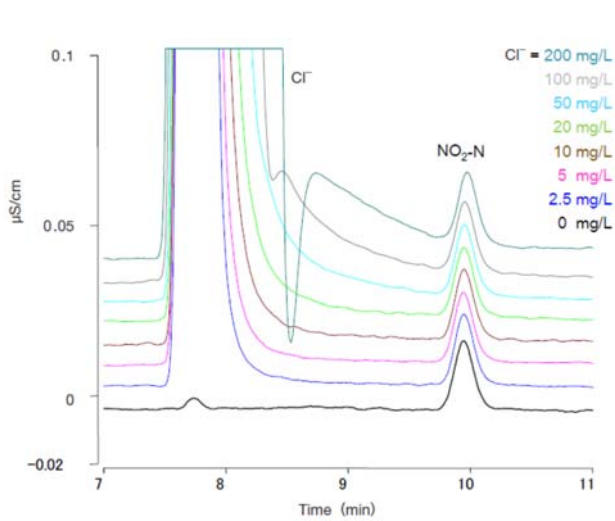 0.1
0.05
0
−0.02
µS/cm
7
8
9
10
11
Time (min)
Cl⁻
NO₂-N
Cl⁻ = 200 mg/L
100 mg/L
50 mg/L
20 mg/L
10 mg/L
5 mg/L
2.5 mg/L
0 mg/L